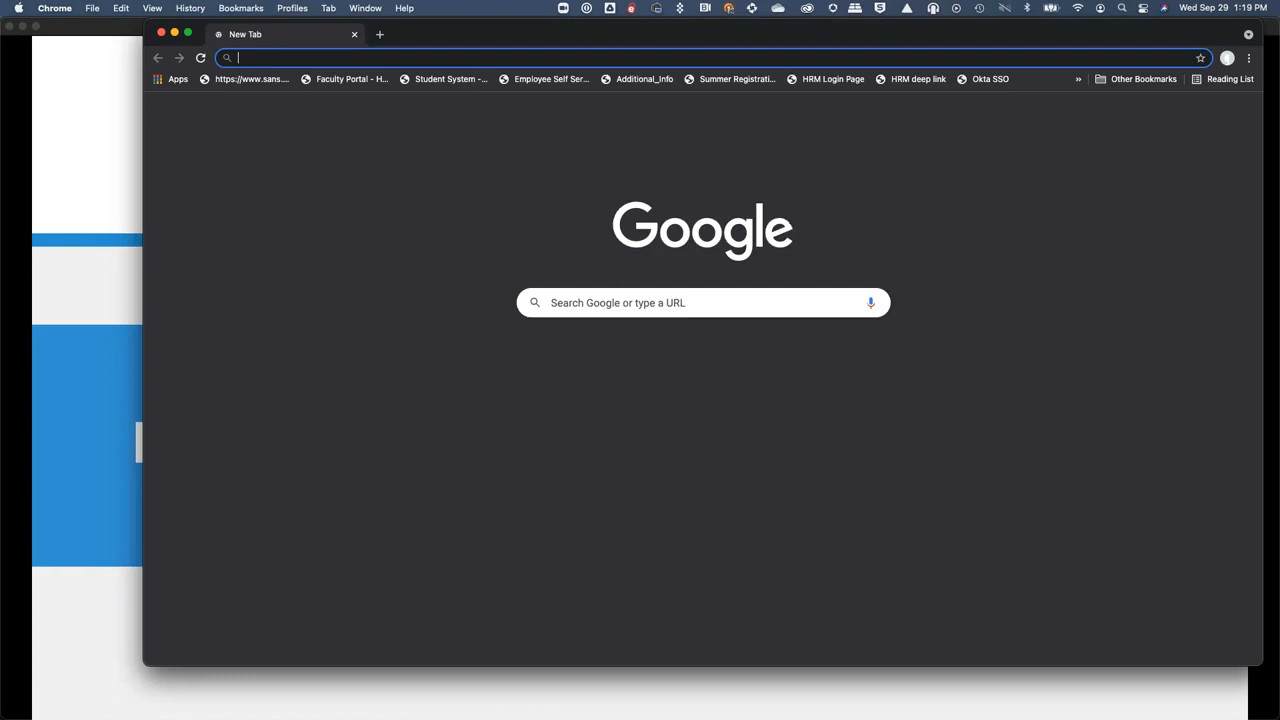 Chrome File Edit View History Bookmarks Profiles Tab Window Help Wed Sep 29 1:19 PM
New Tab
Apps https://www.sans.... Faculty Portal - H... Student System -... Employee Self Ser... Additional_Info Summer Registrati... HRM Login Page HRM deep link Okta SSO » Other Bookmarks Reading List
Google
Search Google or type a URL